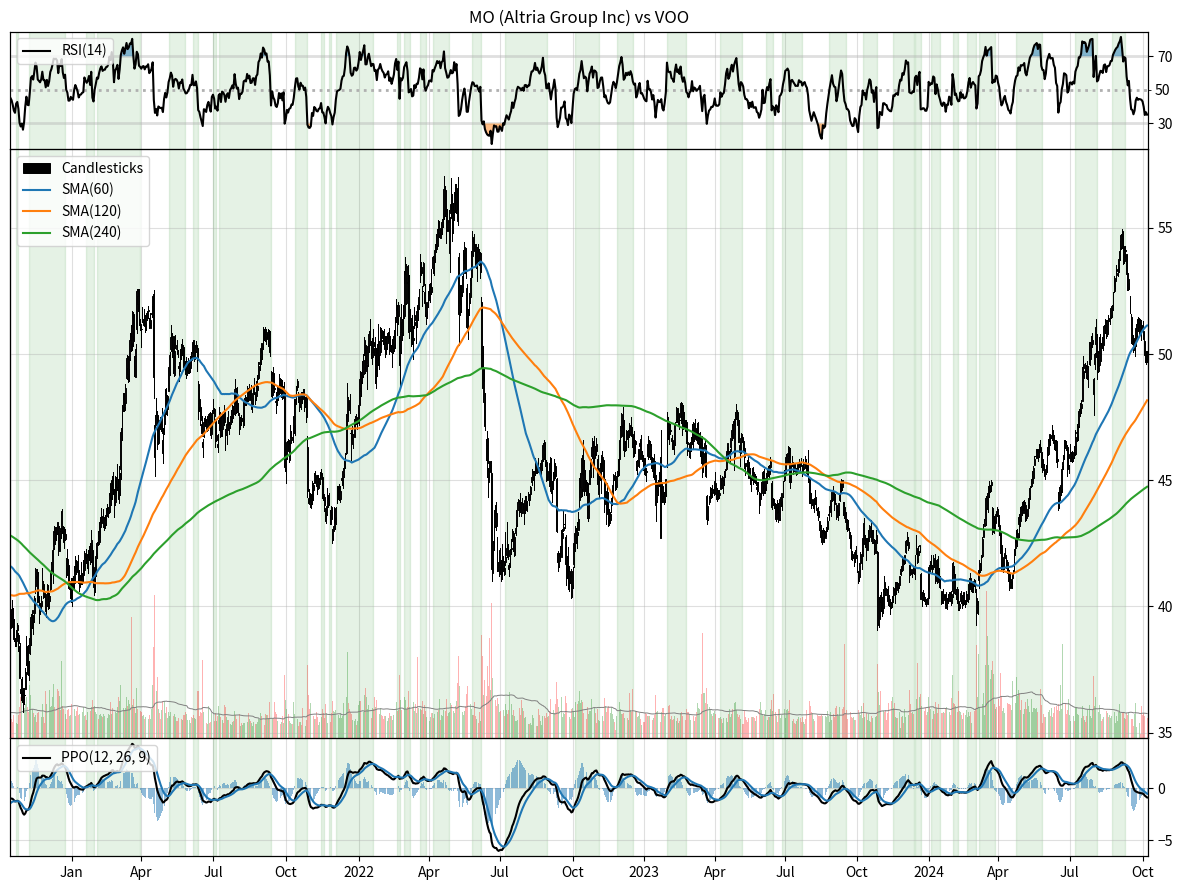 MO (Altria Group Inc) vs VOO
RSI(14)
70
50
30
Candlesticks
SMA(60)
SMA(120)
SMA(240)
55
50
45
40
35
PPO(12, 26, 9)
0
−5
Jan Apr Jul Oct 2022 Apr Jul Oct 2023 Apr Jul Oct 2024 Apr Jul Oct